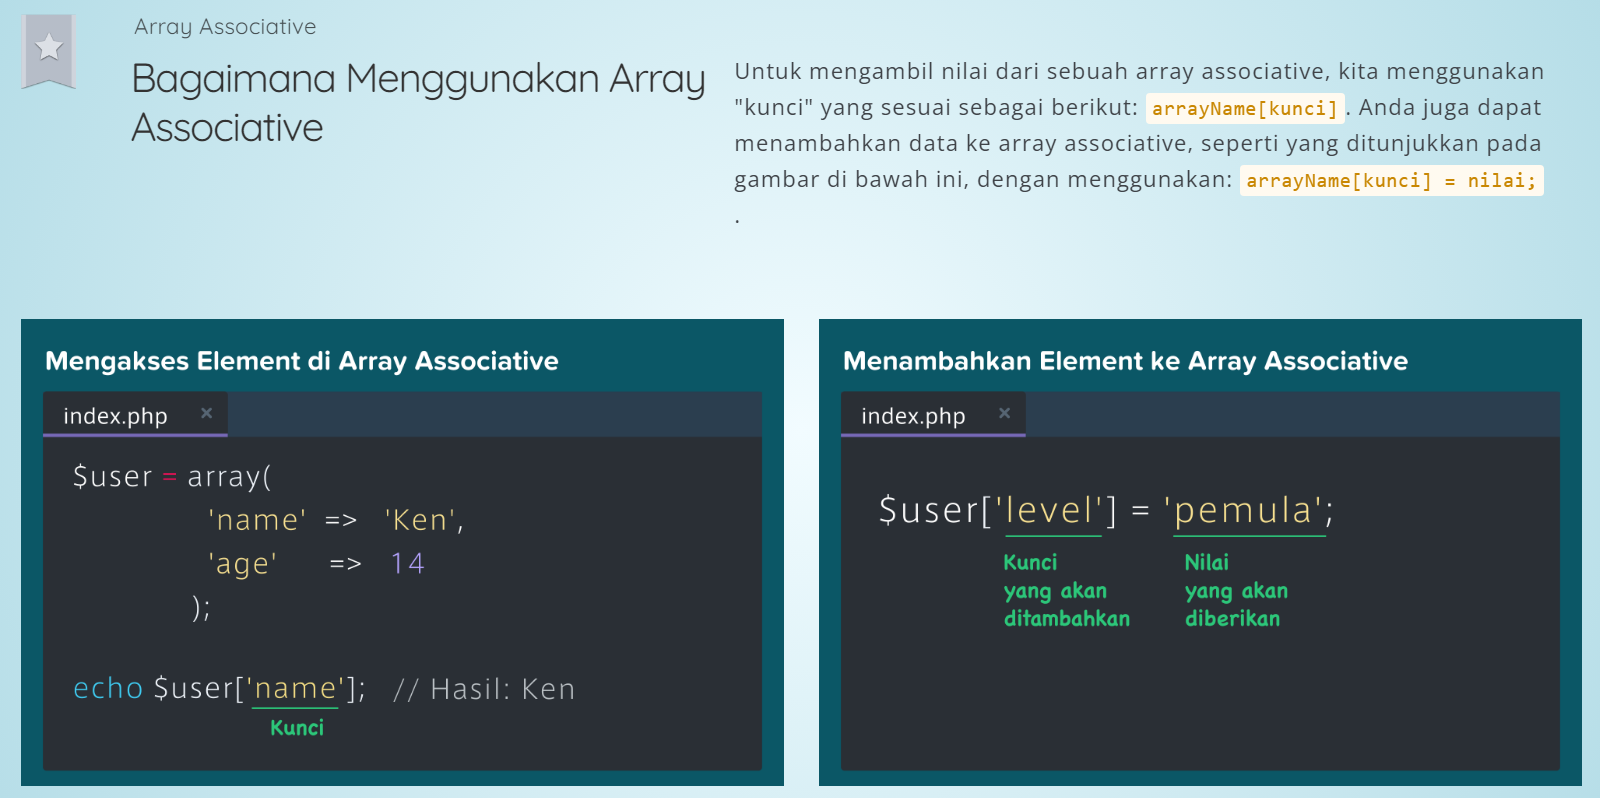 Array Associative
Bagaimana Menggunakan Array
Associative
Untuk mengambil nilai dari sebuah array associative, kita menggunakan
"kunci" yang sesuai sebagai berikut: arrayName[kunci]. Anda juga dapat
menambahkan data ke array associative, seperti yang ditunjukkan pada
gambar di bawah ini, dengan menggunakan: arrayName[kunci] = nilai;
.
Mengakses Element di Array Associative
index.php ×
$user = array(
'name' => 'Ken',
'age' => 14
);
echo $user['name']; // Hasil: Ken
Kunci
Menambahkan Element ke Array Associative
index.php ×
$user['level'] = 'pemula';
Kunci
yang akan
ditambahkan
Nilai
yang akan
diberikan